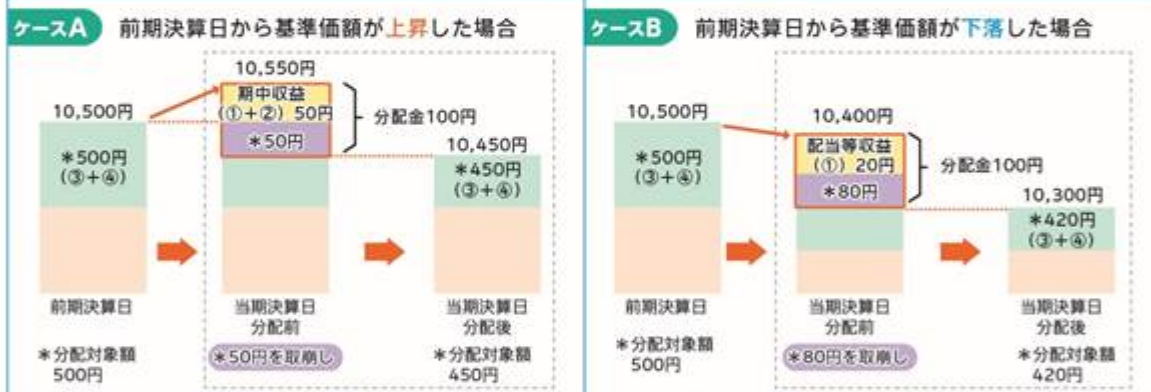 ケースA 前期決算日から基準価額が上昇した場合
10,550円
期中収益
(①+②) 50円
10,500円
分配金100円
*50円
10,450円
*500円
(③+④)
*450円
(③+④)
前期決算日
当期決算日
分配前
当期決算日
分配後
*分配対象額
500円
*50円を取崩し
*分配対象額
450円
ケースB 前期決算日から基準価額が下落した場合
10,500円
10,400円
配当等収益
(①) 20円
分配金100円
*500円
(③+④)
*80円
10,300円
*420円
(③+④)
前期決算日
当期決算日
分配前
当期決算日
分配後
*分配対象額
500円
*80円を取崩し
*分配対象額
420円